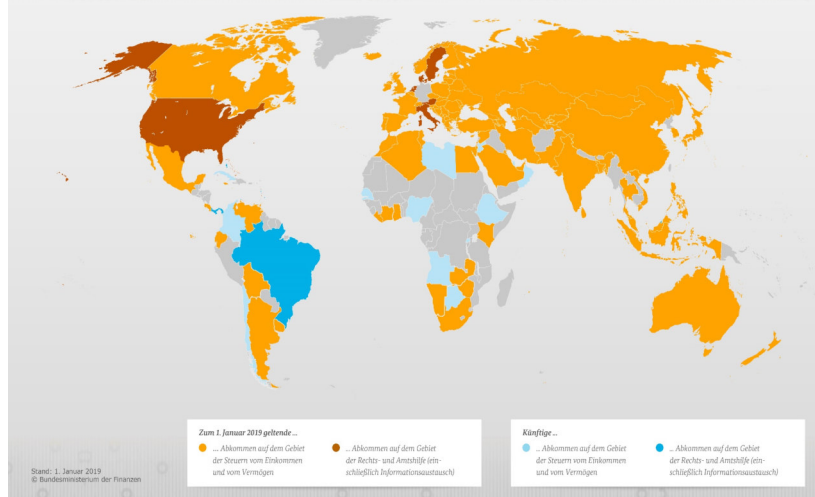 Zum 1. Januar 2019 geltende ...
... Abkommen auf dem Gebiet
der Steuern vom Einkommen
und vom Vermögen
.. Abkommen auf dem Gebiet
der Rechts- und Amtshilfe (ein-
schließlich Informationsaustausch)
Künftige ...
.. Abkommen auf dem Gebiet
der Steuern vom Einkommen
und vom Vermögen
.. Abkommen auf dem Gebiet
der Rechts- und Amtshilfe (ein-
schließlich Informationsaustausch)
Stand: 1. Januar 2019
© Bundesministerium der Finanzen